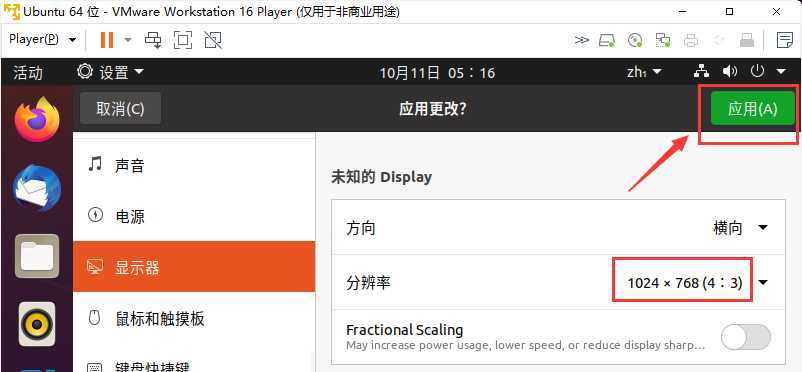 Ubuntu 64 位 - VMware Workstation 16 Player (仅用于非商业用途)
Player(P)
活动 设置 10月11日 05：16 zh₁
取消(C) 应用更改? 应用(A)
声音
电源
显示器
鼠标和触摸板
键盘快捷键
未知的 Display
方向 横向
分辨率 1024 × 768 (4：3)
Fractional Scaling
May increase power usage, lower speed, or reduce display sharp...